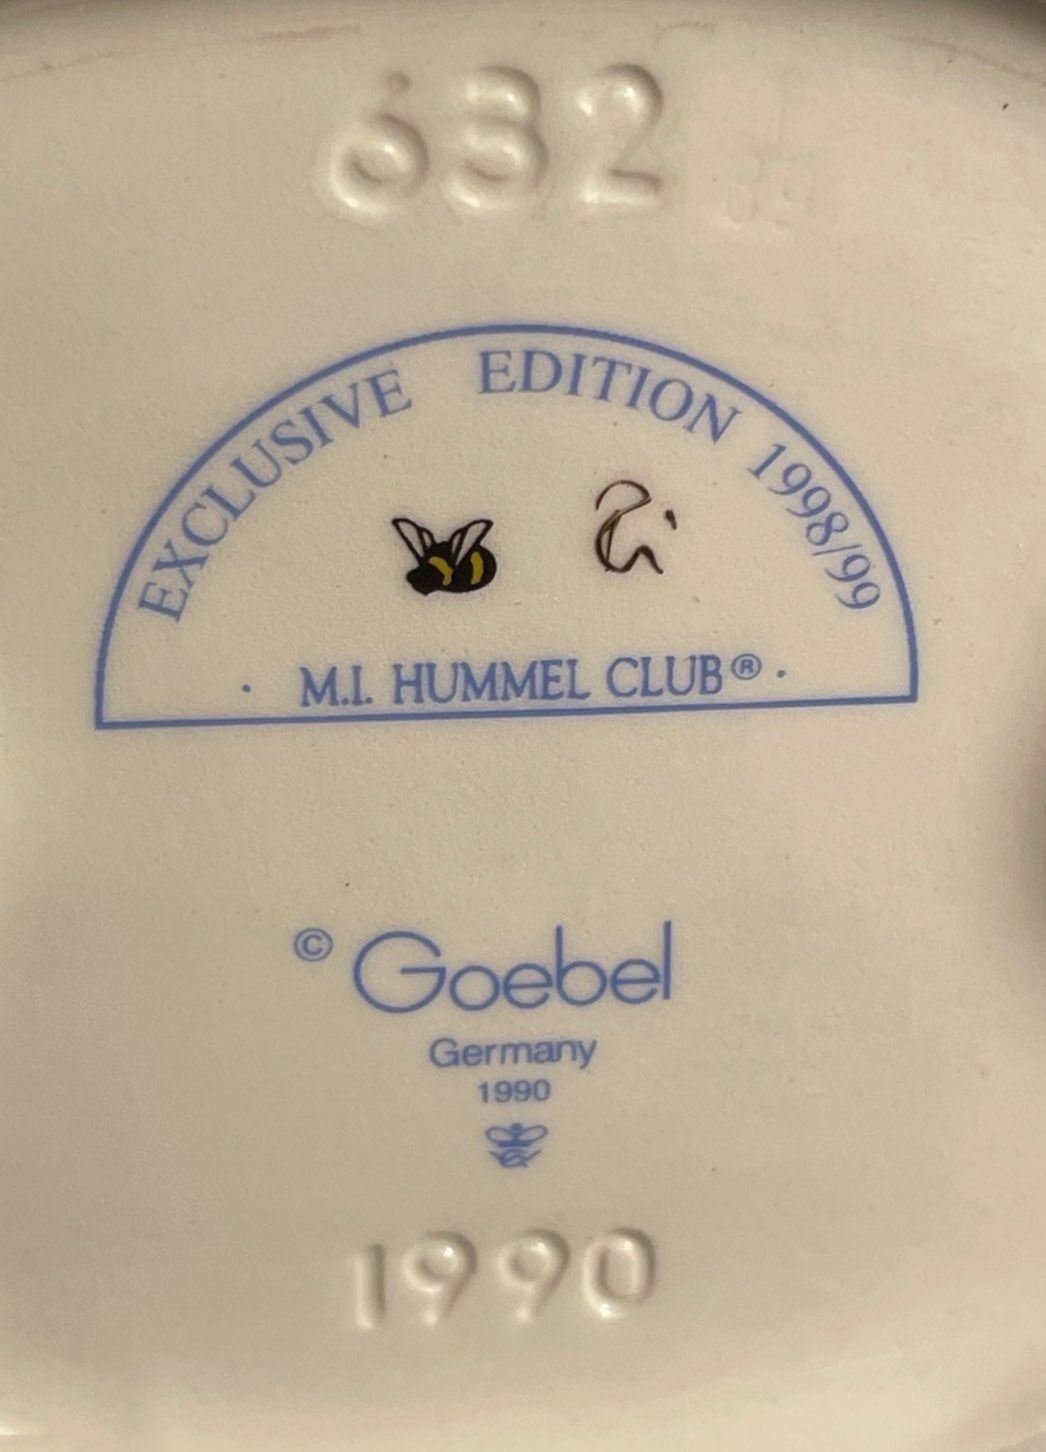 632
EXCLUSIVE EDITION 1998/99
· M.I. HUMMEL CLUB® ·
© Goebel
Germany
1990
1990